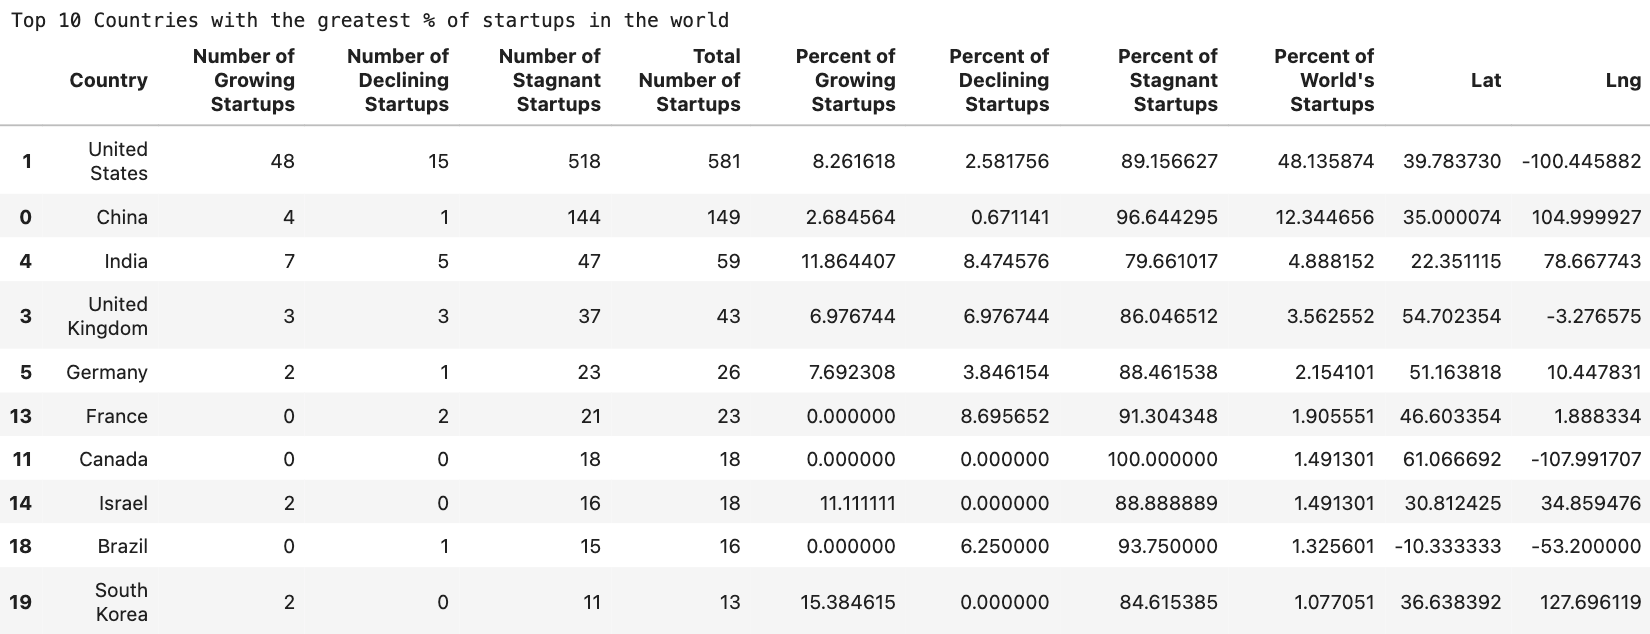 Top 10 Countries with the greatest % of startups in the world
Country Number of Growing Startups Number of Declining Startups Number of Stagnant Startups Total Number of Startups Percent of Growing Startups Percent of Declining Startups Percent of Stagnant Startups Percent of World's Startups Lat Lng
1 United States 48 15 518 581 8.261618 2.581756 89.156627 48.135874 39.783730 -100.445882
0 China 4 1 144 149 2.684564 0.671141 96.644295 12.344656 35.000074 104.999927
4 India 7 5 47 59 11.864407 8.474576 79.661017 4.888152 22.351115 78.667743
3 United Kingdom 3 3 37 43 6.976744 6.976744 86.046512 3.562552 54.702354 -3.276575
5 Germany 2 1 23 26 7.692308 3.846154 88.461538 2.154101 51.163818 10.447831
13 France 0 2 21 23 0.000000 8.695652 91.304348 1.905551 46.603354 1.888334
11 Canada 0 0 18 18 0.000000 0.000000 100.000000 1.491301 61.066692 -107.991707
14 Israel 2 0 16 18 11.111111 0.000000 88.888889 1.491301 30.812425 34.859476
18 Brazil 0 1 15 16 0.000000 6.250000 93.750000 1.325601 -10.333333 -53.200000
19 South Korea 2 0 11 13 15.384615 0.000000 84.615385 1.077051 36.638392 127.696119